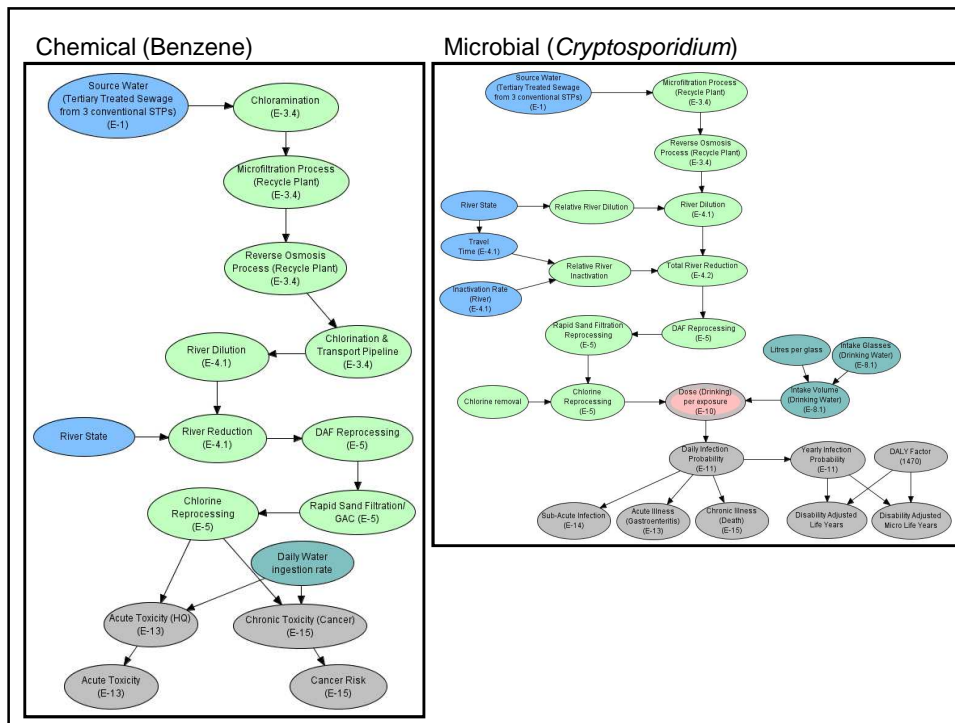 Chemical (Benzene)
Source Water
(Tertiary Treated Sewage
from 3 conventional STPs)
(E-1)
Chloramination
(E-3.4)
Microfiltration Process
(Recycle Plant)
(E-3.4)
Reverse Osmosis
Process (Recycle Plant)
(E-3.4)
Chlorination &
Transport Pipeline
(E-3.4)
River Dilution
(E-4.1)
River State
River Reduction
(E-4.1)
DAF Reprocessing
(E-5)
Chlorine
Reprocessing
(E-5)
Rapid Sand Filtration/
GAC (E-5)
Daily Water
ingestion rate
Acute Toxicity (HQ)
(E-13)
Chronic Toxicity (Cancer)
(E-15)
Acute Toxicity
(E-13)
Cancer Risk
(E-15)
Microbial (Cryptosporidium)
Source Water
(Tertiary Treated Sewage
from 3 conventional STPs)
(E-1)
Microfiltration Process
(Recycle Plant)
(E-3.4)
Reverse Osmosis
Process (Recycle Plant)
(E-3.4)
River State
Relative River Dilution
River Dilution
(E-4.1)
Travel
Time (E-4.1)
Relative River
Inactivation
Total River Reduction
(E-4.2)
Inactivation Rate
(River)
(E-4.1)
Rapid Sand Filtration
Reprocessing
(E-5)
DAF Reprocessing
(E-5)
Litres per glass
Intake Glasses
(Drinking Water)
(E-8.1)
Chlorine removal
Chlorine
Reprocessing
(E-5)
Dose (Drinking)
per exposure
(E-10)
Intake Volume
(Drinking Water)
(E-8.1)
Daily Infection
Probability
(E-11)
Yearly Infection
Probability
(E-11)
DALY Factor
(1470)
Sub-Acute Infection
(E-14)
Acute Illness
(Gastroenteritis)
(E-13)
Chronic Illness
(Death)
(E-15)
Disability Adjusted
Life Years
Disability Adjusted
Micro Life Years